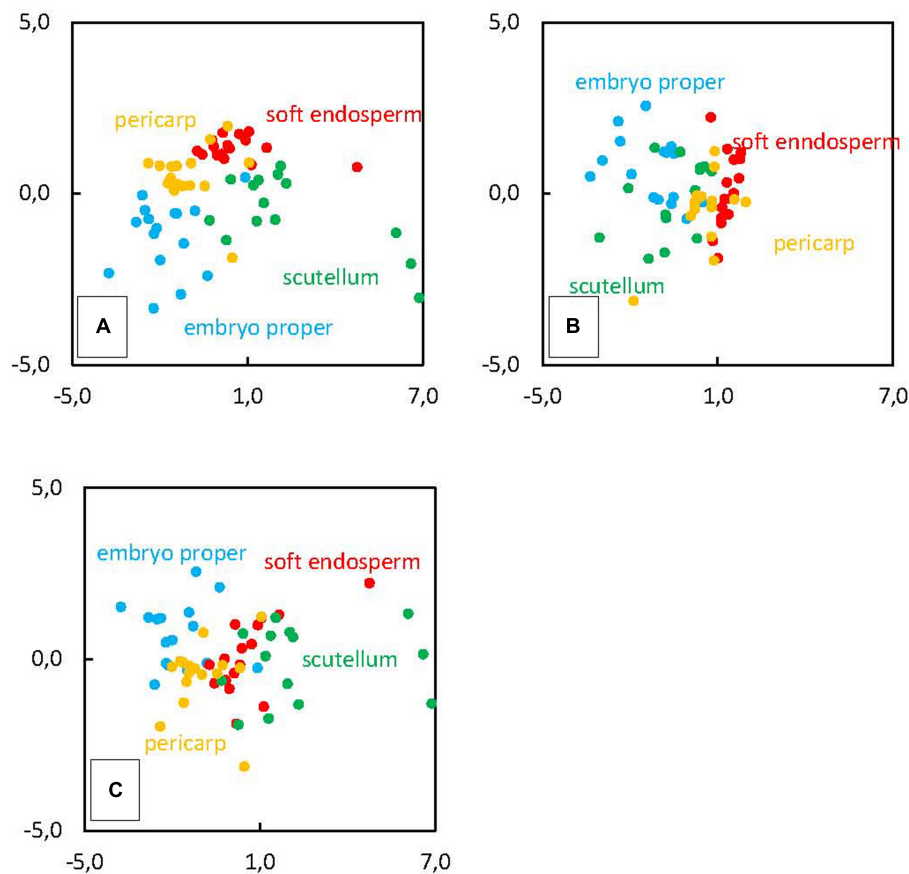 5,0
pericarp
soft endosperm
0,0
scutellum
A
embryo proper
-5,0
-5,0 1,0 7,0
5,0
embryo proper
soft enndosperm
0,0
pericarp
scutellum
B
-5,0
-5,0 1,0 7,0
5,0
embryo proper
soft endosperm
0,0
scutellum
pericarp
C
-5,0
-5,0 1,0 7,0